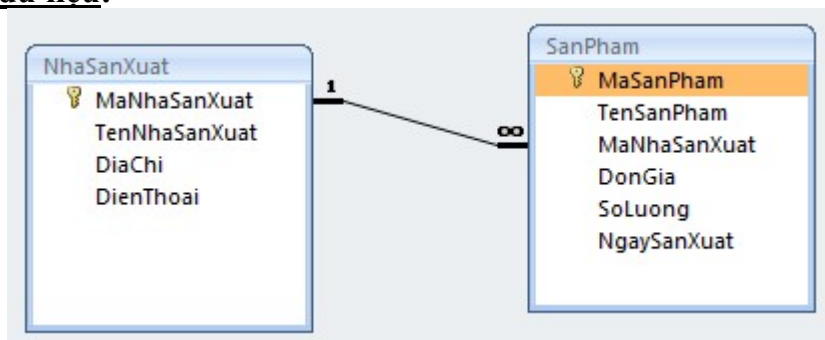 NhaSanXuat
MaNhaSanXuat
TenNhaSanXuat
DiaChi
DienThoai
1
∞
SanPham
MaSanPham
TenSanPham
MaNhaSanXuat
DonGia
SoLuong
NgaySanXuat